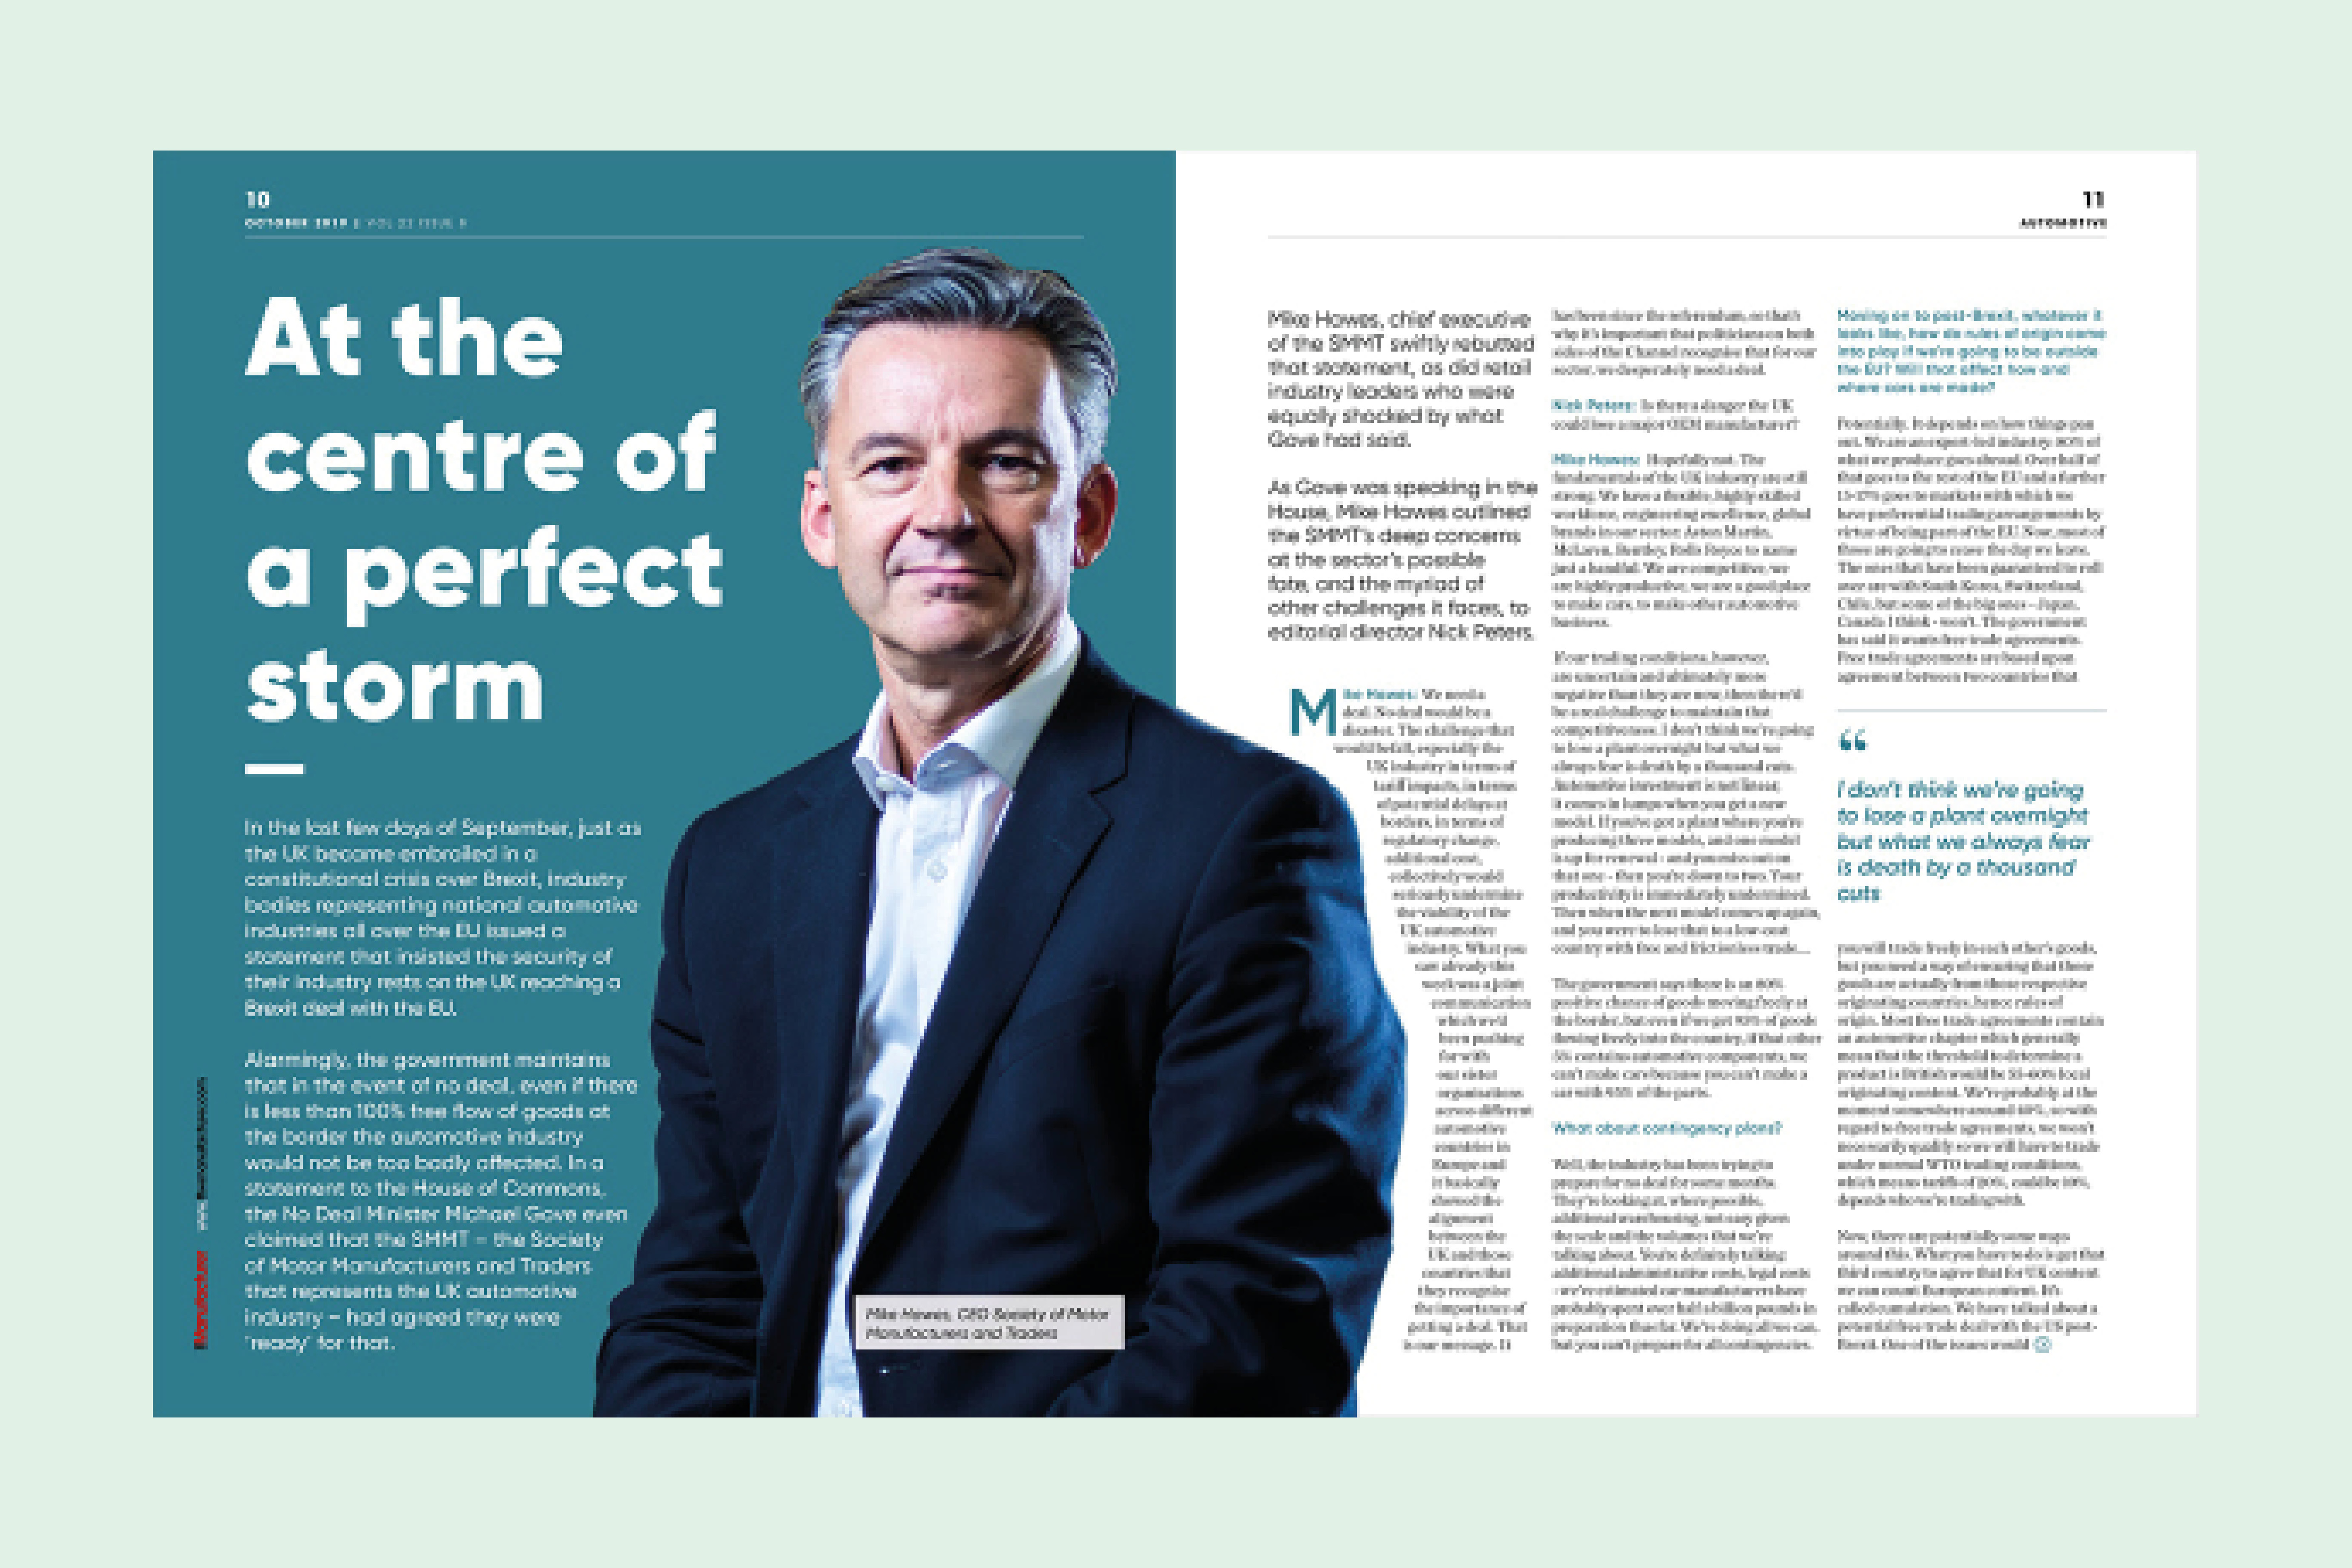 10
OCTOBER 2019 | VOL 22 ISSUE 8
At the
centre of
a perfect
storm
In the last few days of September, just as
the UK became embroiled in a
constitutional crisis over Brexit, industry
bodies representing national automotive
industries all over the EU issued a
statement that insisted the security of
their industry rests on the UK reaching a
Brexit deal with the EU.
Alarmingly, the government maintains
that in the event of no deal, even if there
is less than 100% free flow of goods at
the border the automotive industry
would not be too badly affected. In a
statement to the House of Commons,
the No Deal Minister Michael Gove even
claimed that the SMMT – the Society
of Motor Manufacturers and Traders
that represents the UK automotive
industry – had agreed they were
'ready' for that.
Mike Hawes, CEO Society of Motor
Manufacturers and Traders
11
AUTOMOTIVE
Mike Hawes, chief executive
of the SMMT swiftly rebutted
that statement, as did retail
industry leaders who were
equally shocked by what
Gove had said.
As Gove was speaking in the
House, Mike Hawes outlined
the SMMT's deep concerns
at the sector's possible
fate, and the myriad of
other challenges it faces, to
editorial director Nick Peters.
Mike Hawes: We need a
deal. No deal would be a
disaster. The challenge that
would befall, especially the
UK industry in terms of
tariff impacts, in terms
of potential delays at
borders, in terms of
regulatory change,
additional cost,
collectively would
seriously undermine
the viability of the
UK automotive
industry. What you
saw already this
week was a joint
communication
which we'd
been pushing
for with
our sister
organisations
across different
automotive
countries in
Europe and
it basically
showed the
alignment
between the
UK and those
countries that
they recognise
the importance of
getting a deal. That
is our message. It
has been since the referendum, so that's
why it's important that politicians on both
sides of the Channel recognise that for our
sector, we desperately need a deal.
Nick Peters: Is there a danger the UK
could lose a major OEM manufacturer?
Mike Hawes: Hopefully not. The
fundamentals of the UK industry are still
strong. We have a flexible, highly skilled
workforce, engineering excellence, global
brands in our sector: Aston Martin,
McLaren, Bentley, Rolls Royce to name
just a handful. We are competitive, we
are highly productive, we are a good place
to make cars, to make other automotive
business.
If our trading conditions, however,
are uncertain and ultimately more
negative than they are now, then there'll
be a real challenge to maintain that
competitiveness. I don't think we're going
to lose a plant overnight but what we
always fear is death by a thousand cuts.
Automotive investment is not linear,
it comes in lumps when you get a new
model. If you've got a plant where you're
producing three models, and one model
is up for renewal - and you miss out on
that one - then you're down to two. Your
productivity is immediately undermined.
Then when the next model comes up again,
and you were to lose that to a low-cost
country with free and frictionless trade....
The government says there is an 80%
positive chance of goods moving freely at
the border, but even if we got 95% of goods
flowing freely into the country, if that other
5% contains automotive components, we
can't make cars because you can't make a
car with 95% of the parts.
What about contingency plans?
Well, the industry has been trying to
prepare for no deal for some months.
They're looking at, where possible,
additional warehousing, not easy given
the scale and the volumes that we're
talking about. You're definitely talking
additional administrative costs, legal costs
- we've estimated car manufacturers have
probably spent over half a billion pounds in
preparation thus far. We're doing all we can,
but you can't prepare for all contingencies.
Moving on to post-Brexit, whatever it
looks like, how do rules of origin come
into play if we're going to be outside
the EU? Will that affect how and
where cars are made?
Potentially. It depends on how things pan
out. We are an export-led industry: 80% of
what we produce goes abroad. Over half of
that goes to the rest of the EU and a further
15-17% goes to markets with which we
have preferential trading arrangements by
virtue of being part of the EU. Now, most of
those are going to cease the day we leave.
The ones that have been guaranteed to roll
over are with South Korea, Switzerland,
Chile, but some of the big ones - Japan,
Canada I think - won't. The government
has said it wants free trade agreements.
Free trade agreements are based upon
agreement between two countries that
“
I don't think we're going
to lose a plant overnight
but what we always fear
is death by a thousand
cuts
you will trade freely in each other's goods,
but you need a way of ensuring that those
goods are actually from those respective
originating countries, hence rules of
origin. Most free trade agreements contain
an automotive chapter which generally
mean that the threshold to determine a
product is British would be 55-60% local
originating content. We're probably at the
moment somewhere around 40%, so with
regard to free trade agreements, we won't
necessarily qualify so we will have to trade
under normal WTO trading conditions,
which means tariffs of 20%, could be 10%,
depends who we're trading with.
Now, there are potentially some ways
around this. What you have to do is get that
third country to agree that for UK content
we can count European content. It's
called cumulation. We have talked about a
potential free trade deal with the US post-
Brexit. One of the issues would
www.themanufacturer.com
Manufacturer